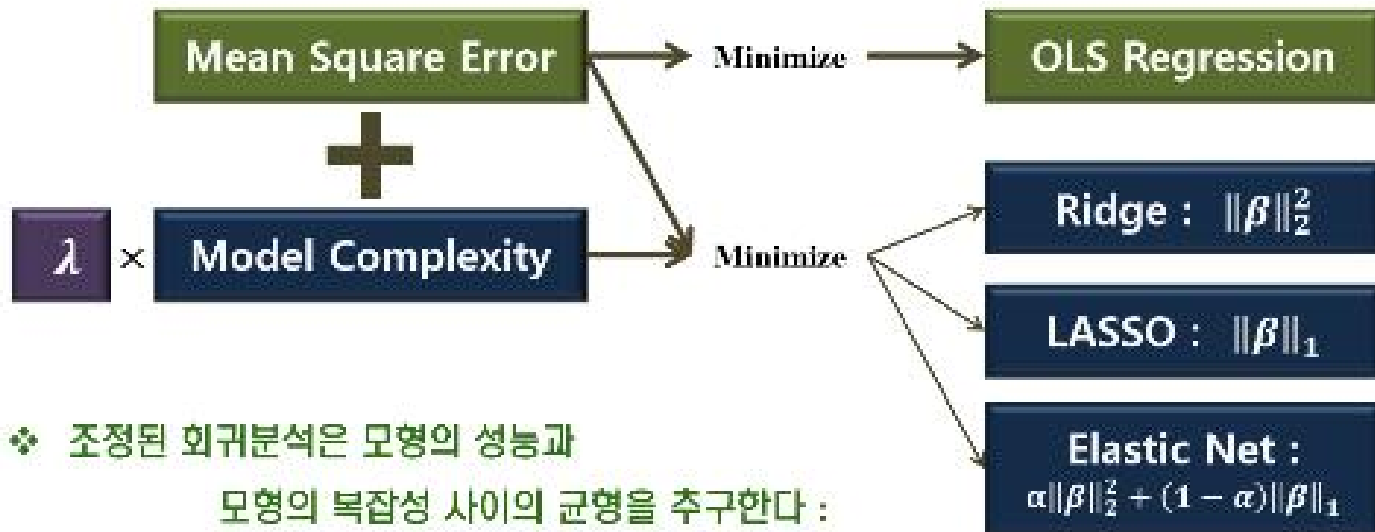 Mean Square Error
Minimize
OLS Regression
+
λ × Model Complexity
Minimize
Ridge : ‖β‖₂²
LASSO : ‖β‖₁
Elastic Net :
α‖β‖₂² + (1 − α)‖β‖₁
❖ 조정된 회귀분석은 모형의 성능과
모형의 복잡성 사이의 균형을 추구한다 :